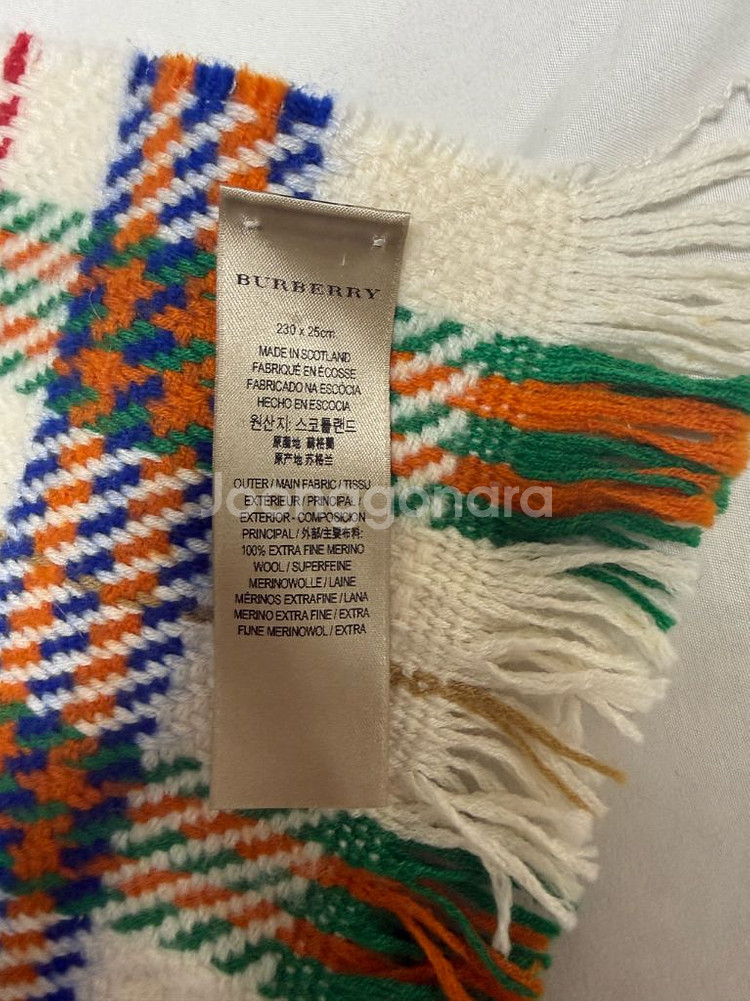 BURBERRY
230 x 25cm
MADE IN SCOTLAND
FABRIQUÉ EN ÉCOSSE
FABRICADO NA ESCÓCIA
HECHO EN ESCOCIA
원산지: 스코틀랜드
原產地: 蘇格蘭
原产地: 苏格兰
OUTER / MAIN FABRIC / TISSU
EXTÉRIEUR / PRINCIPAL /
EXTERIOR - COMPOSICIÓN
PRINCIPAL / 外部/主要布料:
100% EXTRA FINE MERINO
WOOL / SUPERFEINE
MERINOWOLLE / LAINE
MÉRINOS EXTRAFINE / LANA
MERINO EXTRA FINE / EXTRA
FIJNE MERINOWOL / EXTRA